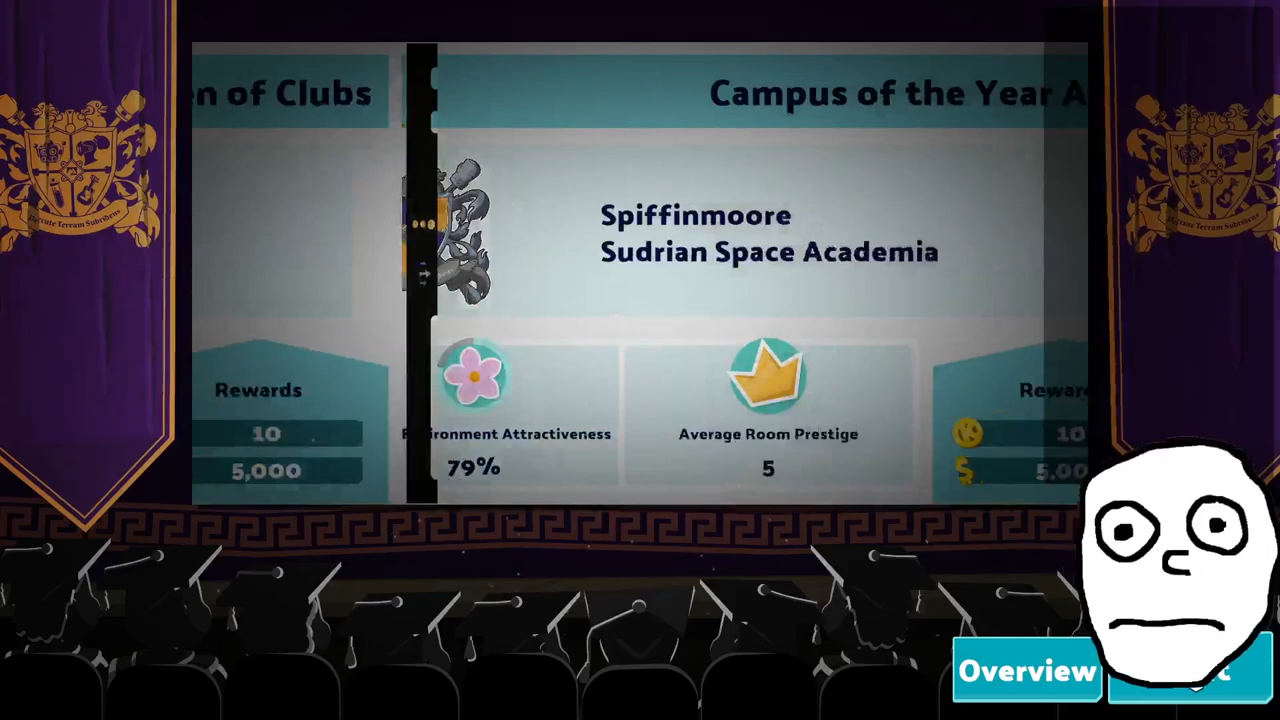 en of Clubs
Campus of the Year A
Spiffinmoore
Sudrian Space Academia
Rewards
10
5,000
ironment Attractiveness
79%
Average Room Prestige
5
Rewar
10
5,00
Overview